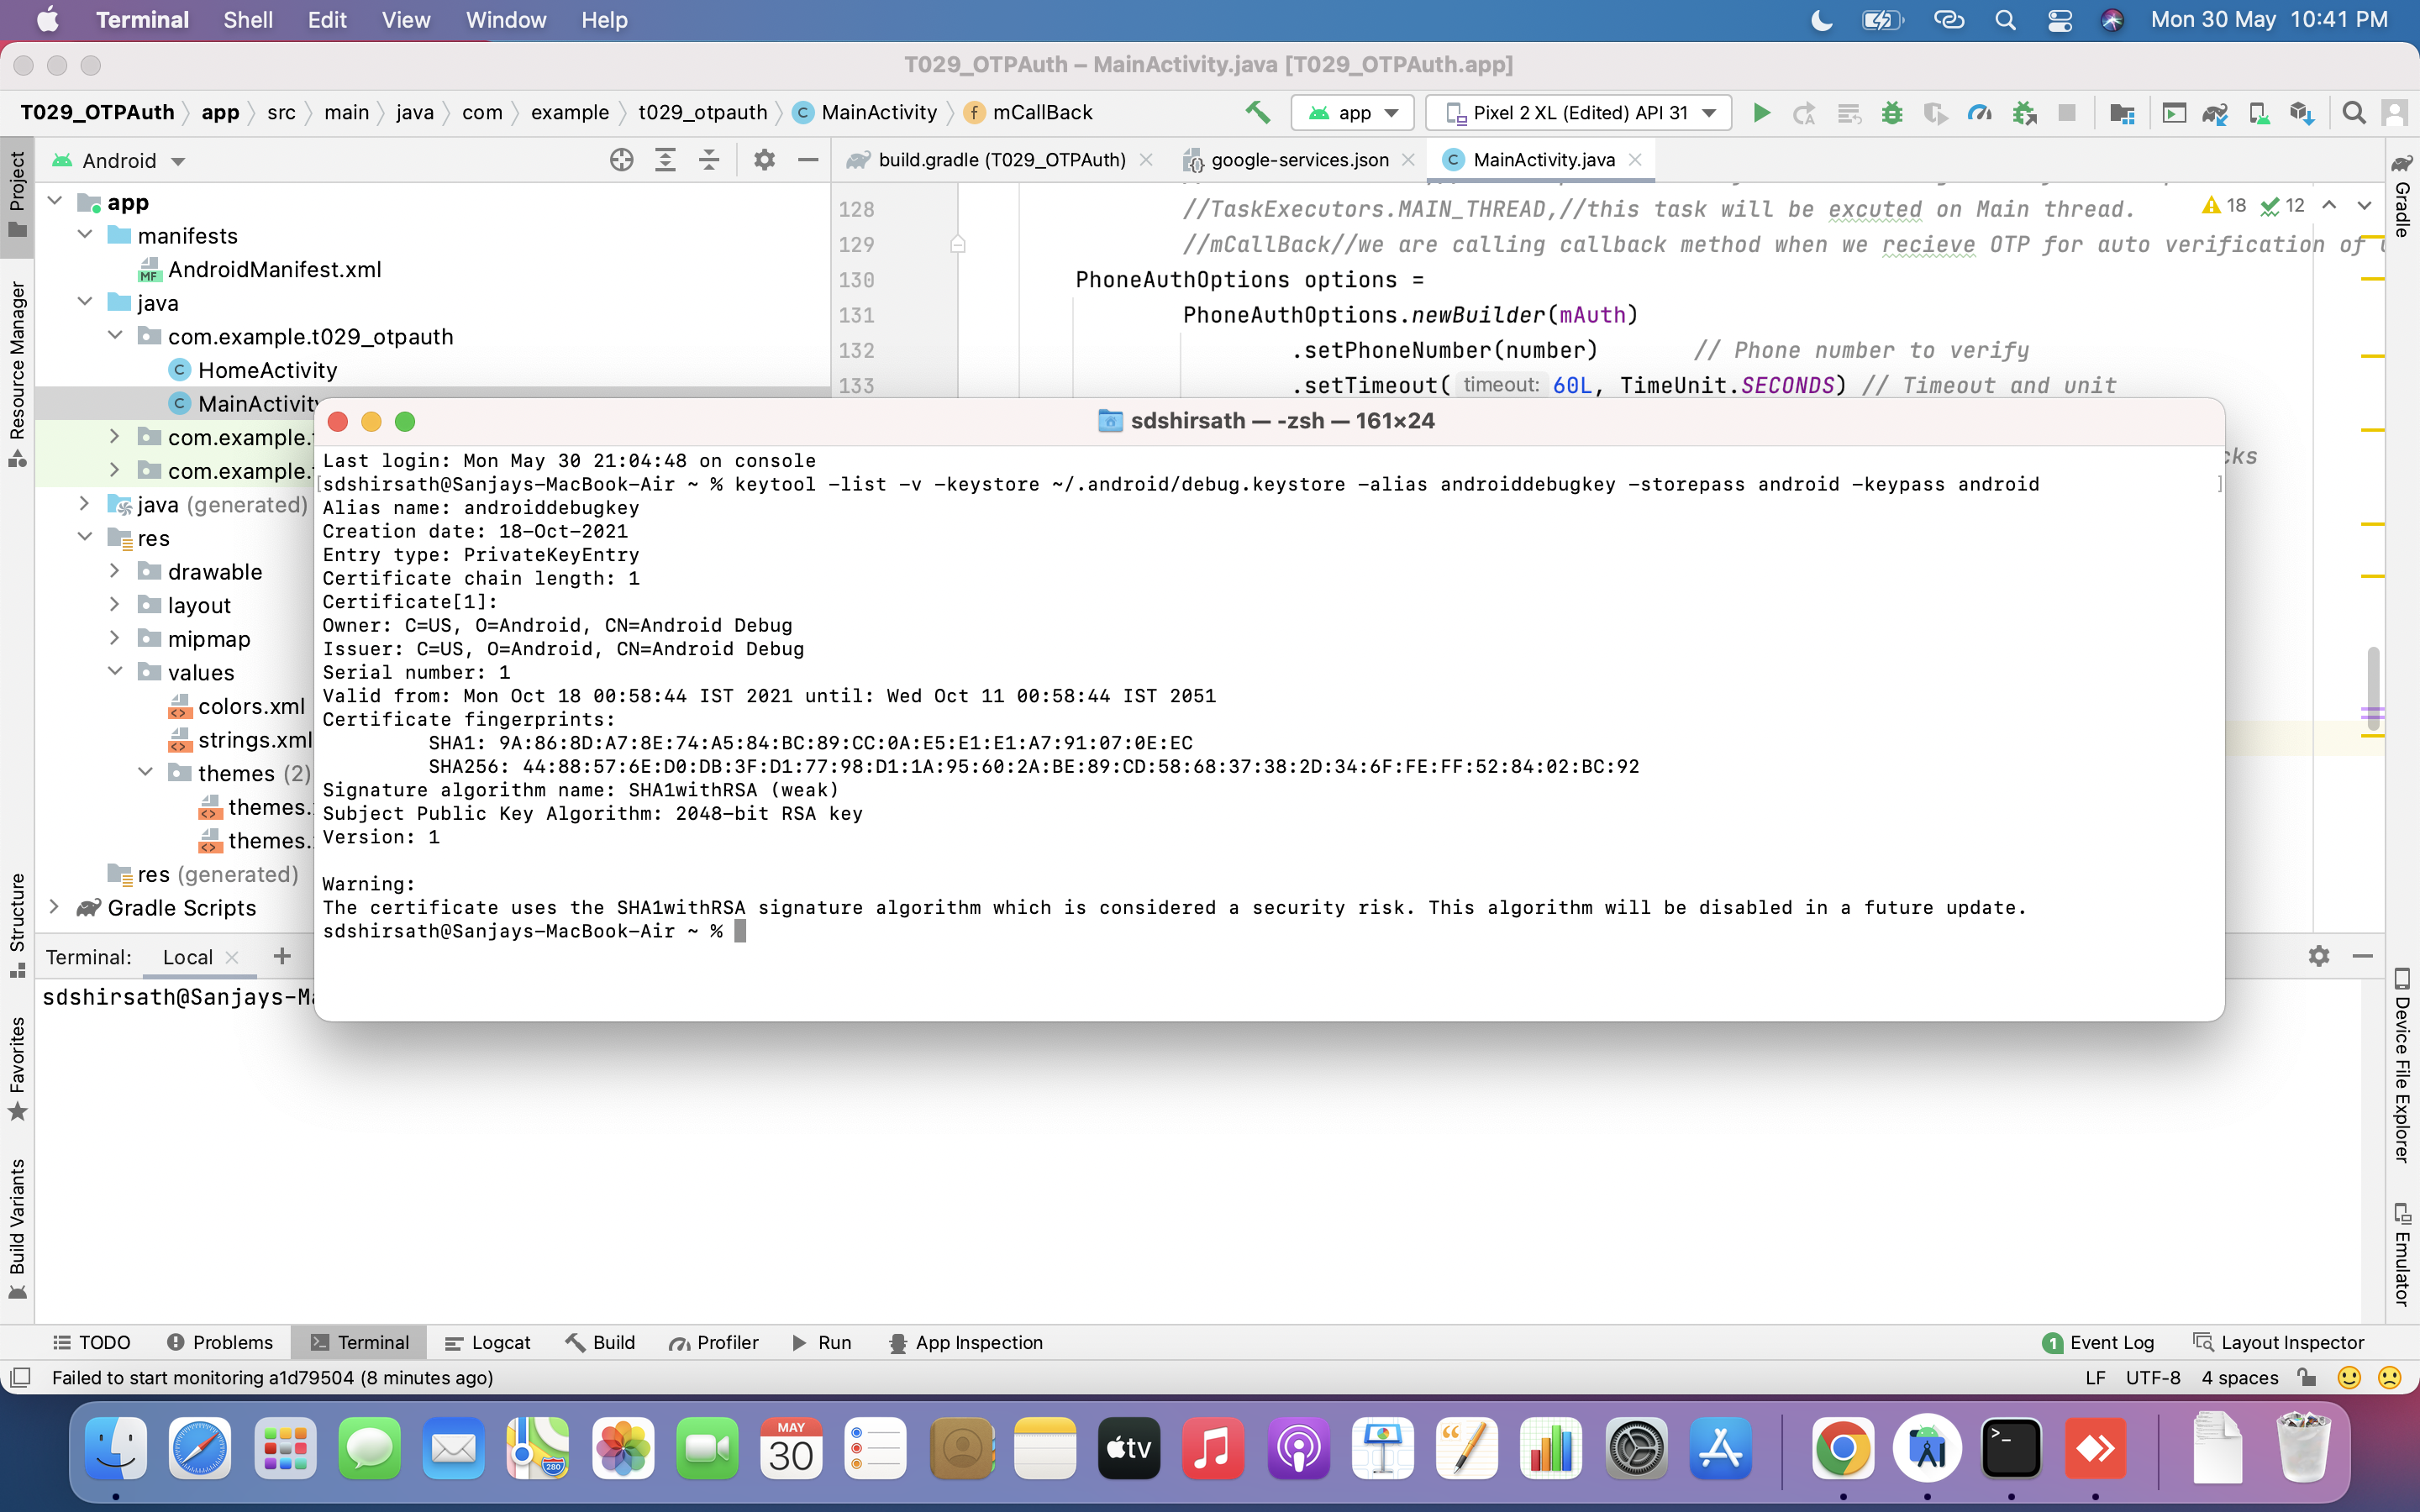 Terminal Shell Edit View Window Help Mon 30 May 10:41 PM
T029_OTPAuth – MainActivity.java [T029_OTPAuth.app]
T029_OTPAuth app src main java com example t029_otpauth MainActivity mCallBack app Pixel 2 XL (Edited) API 31
Android build.gradle (T029_OTPAuth) google-services.json MainActivity.java
Project
Resource Manager
Structure
Favorites
Build Variants
app
manifests
AndroidManifest.xml
java
com.example.t029_otpauth
HomeActivity
MainActivity
com.example.
com.example.
java (generated)
res
drawable
layout
mipmap
values
colors.xml
strings.xml
themes (2)
themes.
themes.
res (generated)
Gradle Scripts
128 //TaskExecutors.MAIN_THREAD,//this task will be excuted on Main thread.
129 //mCallBack//we are calling callback method when we recieve OTP for auto verification of
130 PhoneAuthOptions options =
131 PhoneAuthOptions.newBuilder(mAuth)
132 .setPhoneNumber(number) // Phone number to verify
133 .setTimeout( timeout: 60L, TimeUnit.SECONDS) // Timeout and unit
cks
18 12
Gradle
Device File Explorer
Emulator
sdshirsath — -zsh — 161×24
Last login: Mon May 30 21:04:48 on console
[sdshirsath@Sanjays-MacBook-Air ~ % keytool -list -v -keystore ~/.android/debug.keystore -alias androiddebugkey -storepass android -keypass android ]
Alias name: androiddebugkey
Creation date: 18-Oct-2021
Entry type: PrivateKeyEntry
Certificate chain length: 1
Certificate[1]:
Owner: C=US, O=Android, CN=Android Debug
Issuer: C=US, O=Android, CN=Android Debug
Serial number: 1
Valid from: Mon Oct 18 00:58:44 IST 2021 until: Wed Oct 11 00:58:44 IST 2051
Certificate fingerprints:
SHA1: 9A:86:8D:A7:8E:74:A5:84:BC:89:CC:0A:E5:E1:E1:A7:91:07:0E:EC
SHA256: 44:88:57:6E:D0:DB:3F:D1:77:98:D1:1A:95:60:2A:BE:89:CD:58:68:37:38:2D:34:6F:FE:FF:52:84:02:BC:92
Signature algorithm name: SHA1withRSA (weak)
Subject Public Key Algorithm: 2048-bit RSA key
Version: 1
Warning:
The certificate uses the SHA1withRSA signature algorithm which is considered a security risk. This algorithm will be disabled in a future update.
sdshirsath@Sanjays-MacBook-Air ~ %
Terminal: Local
sdshirsath@Sanjays-Ma
TODO Problems Terminal Logcat Build Profiler Run App Inspection 1 Event Log Layout Inspector
Failed to start monitoring a1d79504 (8 minutes ago) LF UTF-8 4 spaces
280
MAY
30
tv